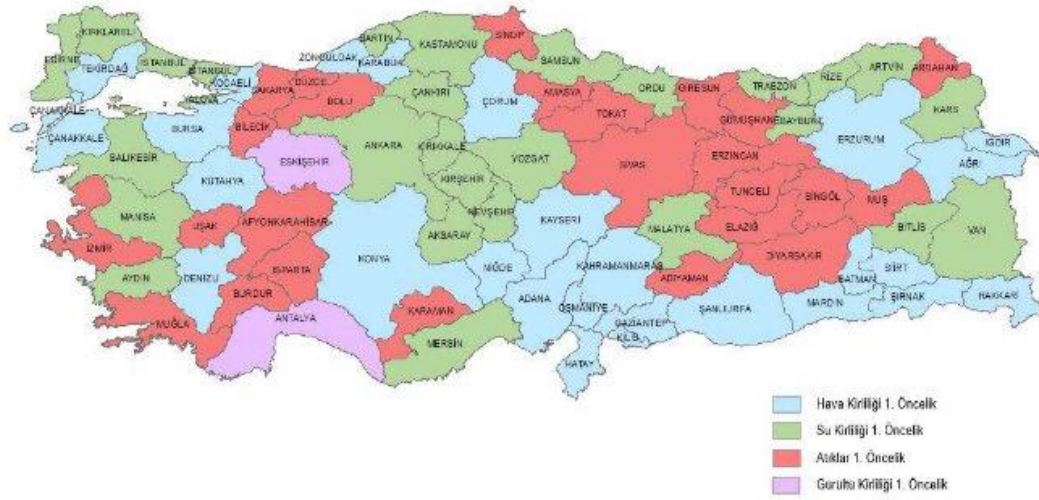 KIRKLARELİ
EDİRNE
TEKİRDAĞ
İSTANBUL
İSTANBUL
KOCAELİ
YALOVA
ÇANAKKALE
ÇANAKKALE
BURSA
BALIKESİR
SAKARYA
DÜZCE
BOLU
BİLECİK
ZONGULDAK
BARTIN
KARABÜK
KASTAMONU
SİNOP
ÇANKIRI
ÇORUM
SAMSUN
AMASYA
ORDU
TOKAT
GİRESUN
TRABZON
RİZE
ARTVİN
ARDAHAN
KARS
GÜMÜŞHANE
BAYBURT
ERZURUM
IĞDIR
AĞRI
ESKİŞEHİR
KÜTAHYA
ANKARA
KIRIKKALE
YOZGAT
KIRŞEHİR
NEVŞEHİR
AKSARAY
SİVAS
ERZİNCAN
TUNCELİ
BİNGÖL
MUŞ
ELAZIĞ
MALATYA
DİYARBAKIR
BİTLİS
VAN
MANİSA
İZMİR
UŞAK
AFYONKARAHİSAR
AYDIN
DENİZLİ
ISPARTA
BURDUR
MUĞLA
ANTALYA
KONYA
KARAMAN
MERSİN
NİĞDE
KAYSERİ
KAHRAMANMARAŞ
ADANA
OSMANİYE
GAZİANTEP
KİLİS
HATAY
ADIYAMAN
ŞANLIURFA
MARDİN
BATMAN
SİİRT
ŞIRNAK
HAKKARİ
Hava Kirliliği 1. Öncelik
Su Kirliliği 1. Öncelik
Atıklar 1. Öncelik
Gürültü Kirliliği 1. Öncelik